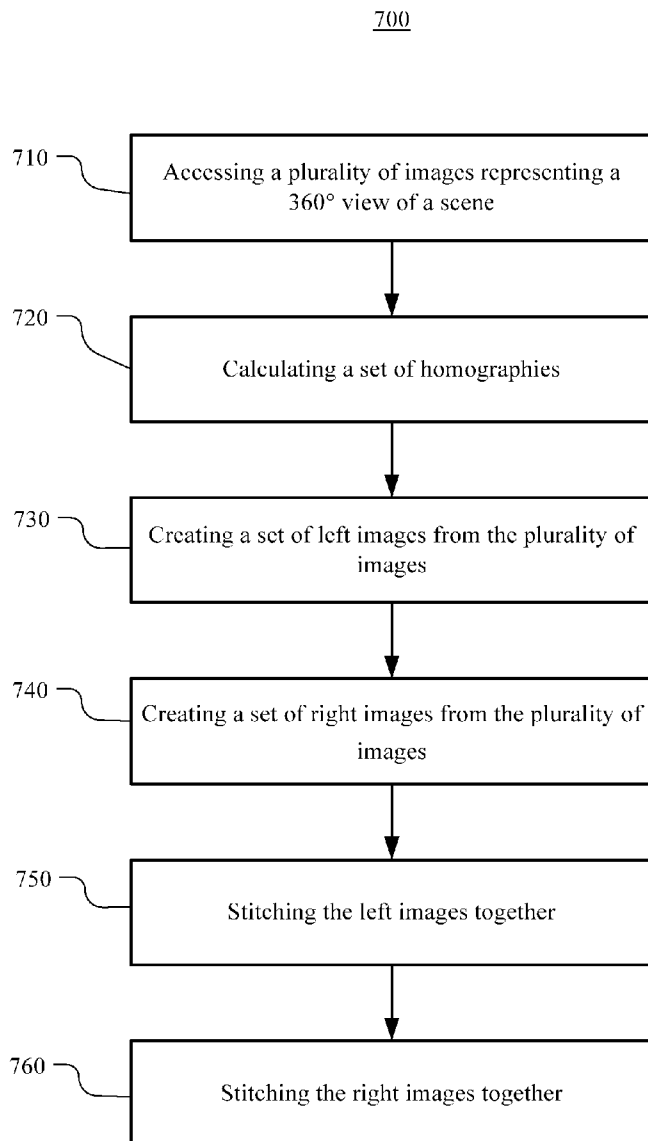 700
710
Accessing a plurality of images representing a
360° view of a scene
720
Calculating a set of homographies
730
Creating a set of left images from the plurality of
images
740
Creating a set of right images from the plurality of
images
750
Stitching the left images together
760
Stitching the right images together